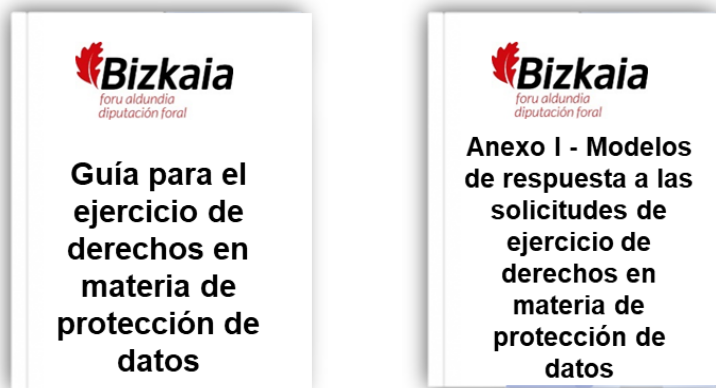 Bizkaia
foru aldundia
diputación foral
Guía para el
ejercicio de
derechos en
materia de
protección de
datos
Bizkaia
foru aldundia
diputación foral
Anexo I - Modelos
de respuesta a las
solicitudes de
ejercicio de
derechos en
materia de
protección de
datos